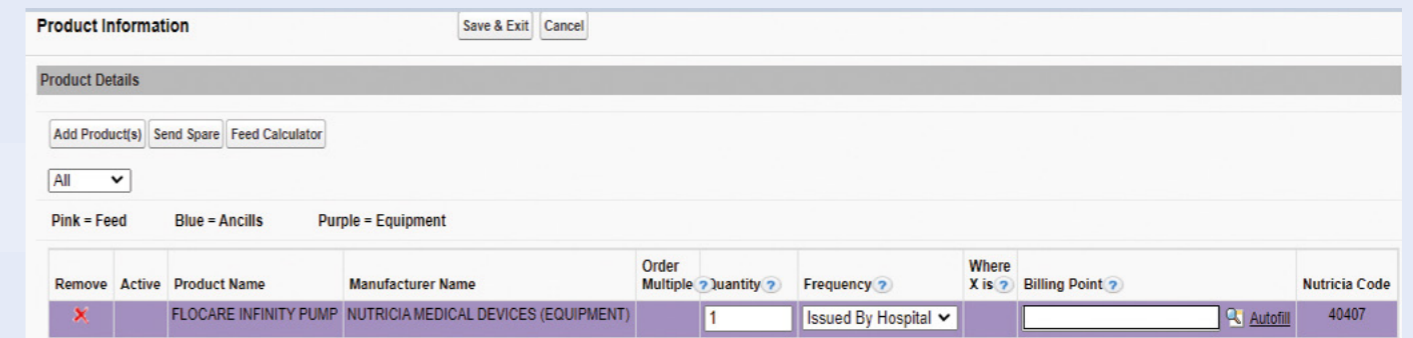 Product Information Save & Exit Cancel
Product Details
Add Product(s) Send Spare Feed Calculator
All
Pink = Feed Blue = Ancills Purple = Equipment
Order Where
Remove Active Product Name Manufacturer Name Multiple ? Quantity ? Frequency ? X is ? Billing Point ? Nutricia Code
FLOCARE INFINITY PUMP NUTRICIA MEDICAL DEVICES (EQUIPMENT) 1 Issued By Hospital Autofill 40407